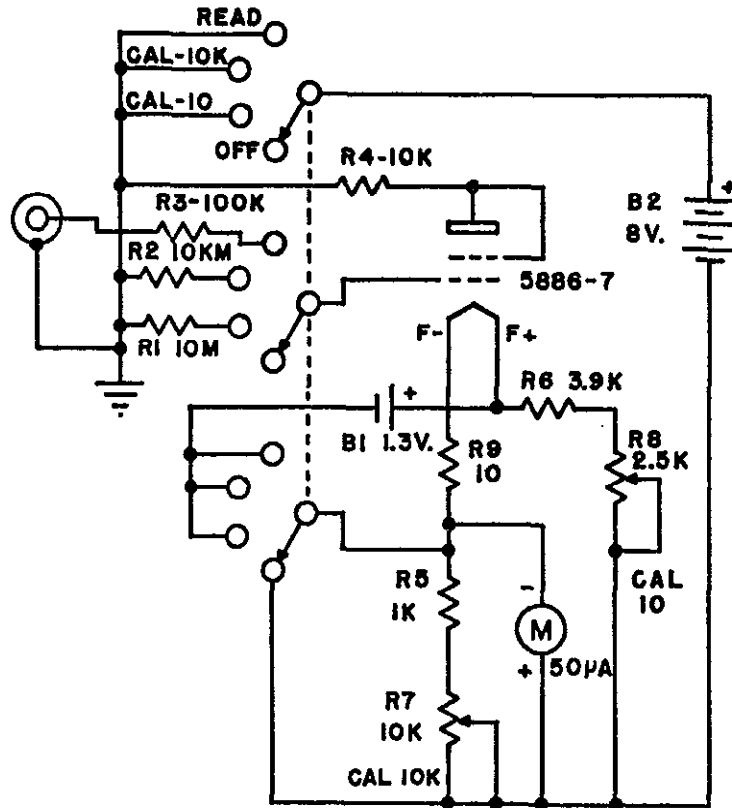 READ
CAL-10K
CAL-10
OFF
R4-10K
+
B2
8V.
R3-100K
R2 10KM
5886-7
R1 10M
F- F+
R6 3.9K
+
B1 1.3V.
R9
10
R8
2.5K
R5
1K
CAL
10
-
M
+ 50µA
R7
10K
CAL 10K